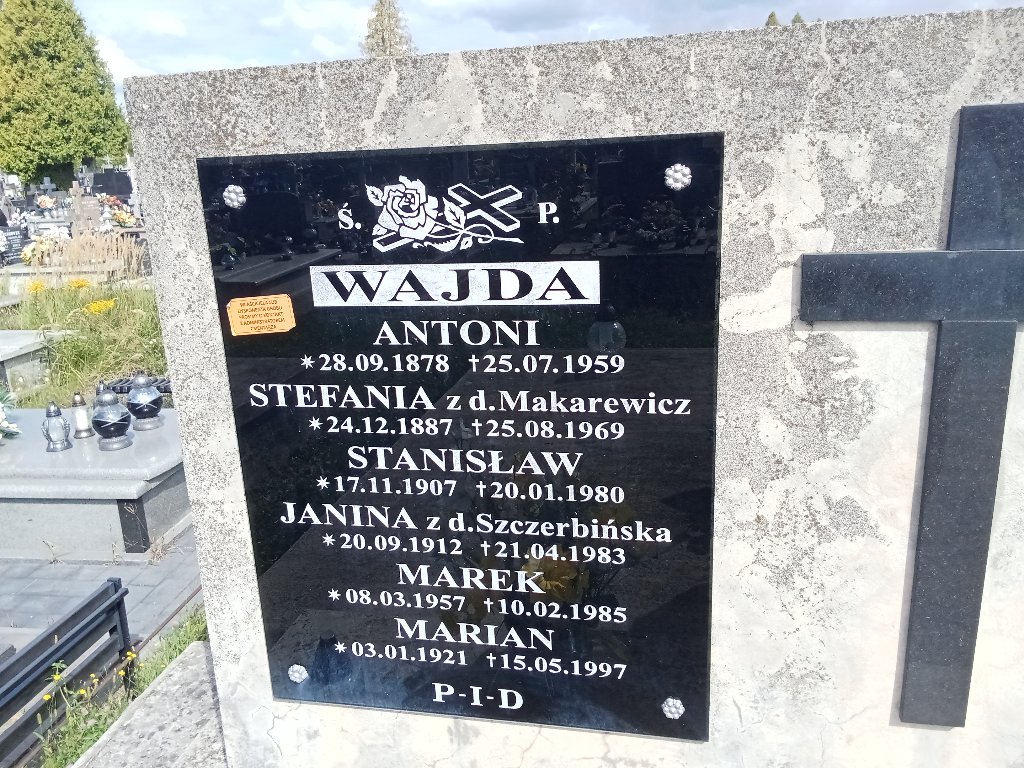 Ś. P.
WAJDA
ANTONI
*28.09.1878 †25.07.1959
STEFANIA z d.Makarewicz
*24.12.1887 †25.08.1969
STANISŁAW
*17.11.1907 †20.01.1980
JANINA z d.Szczerbińska
*20.09.1912 †21.04.1983
MAREK
*08.03.1957 †10.02.1985
MARIAN
*03.01.1921 †15.05.1997
P-I-D